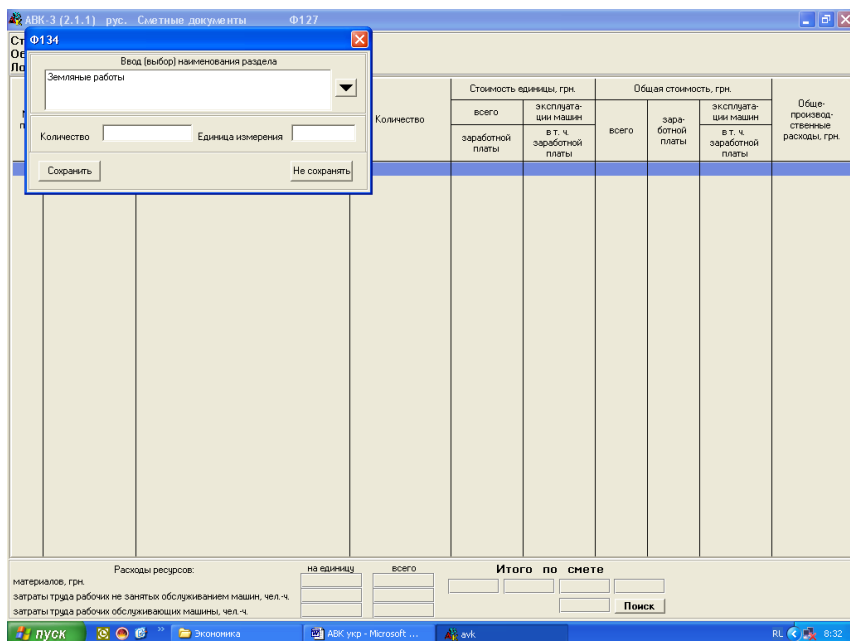 АВК-3 (2.1.1) рус. Сметные документы Ф127
Ф134
Ст
Об
Ло
Ввод (выбор) наименования раздела
Земляные работы
Количество
Единица измерения
Сохранить
Не сохранять
Количество
Стоимость единицы, грн.
всего
заработной платы
эксплуата-
ции машин
в т. ч.
заработной
платы
Общая стоимость, грн.
всего
зара-
ботной
платы
эксплуата-
ции машин
в т. ч.
заработной
платы
Обще-
производ-
ственные
расходы, грн.
Расходы ресурсов:
на единицу
всего
Итого по смете
материалов, грн.
затраты труда рабочих не занятых обслуживанием машин, чел.-ч.
затраты труда рабочих обслуживающих машины, чел.-ч.
Поиск
пуск
Экономика
АВК укр - Microsoft ...
avk
RL
8:32